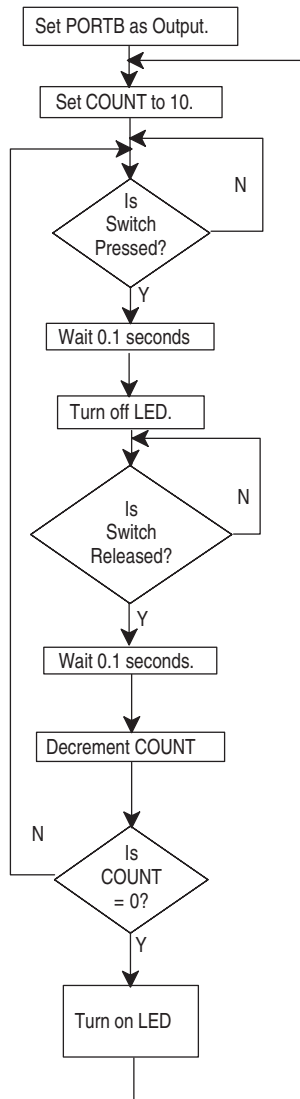 Set PORTB as Output.
Set COUNT to 10.
N
Is
Switch
Pressed?
Y
Wait 0.1 seconds
Turn off LED.
N
Is
Switch
Released?
Y
Wait 0.1 seconds.
Decrement COUNT
N
Is
COUNT
= 0?
Y
Turn on LED